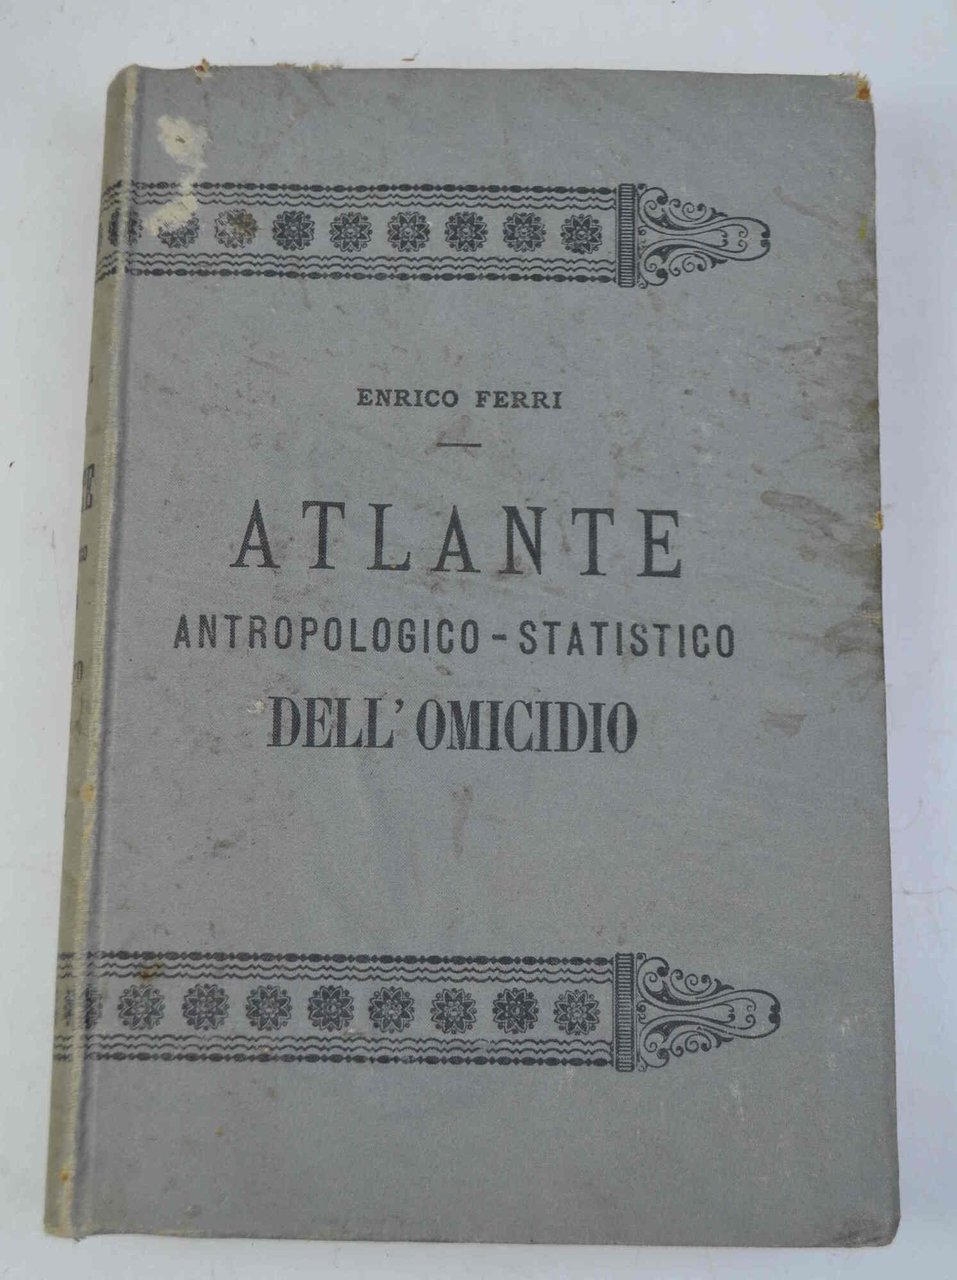 ENRICO FERRI
ATLANTE
ANTROPOLOGICO-STATISTICO
DELL'OMICIDIO